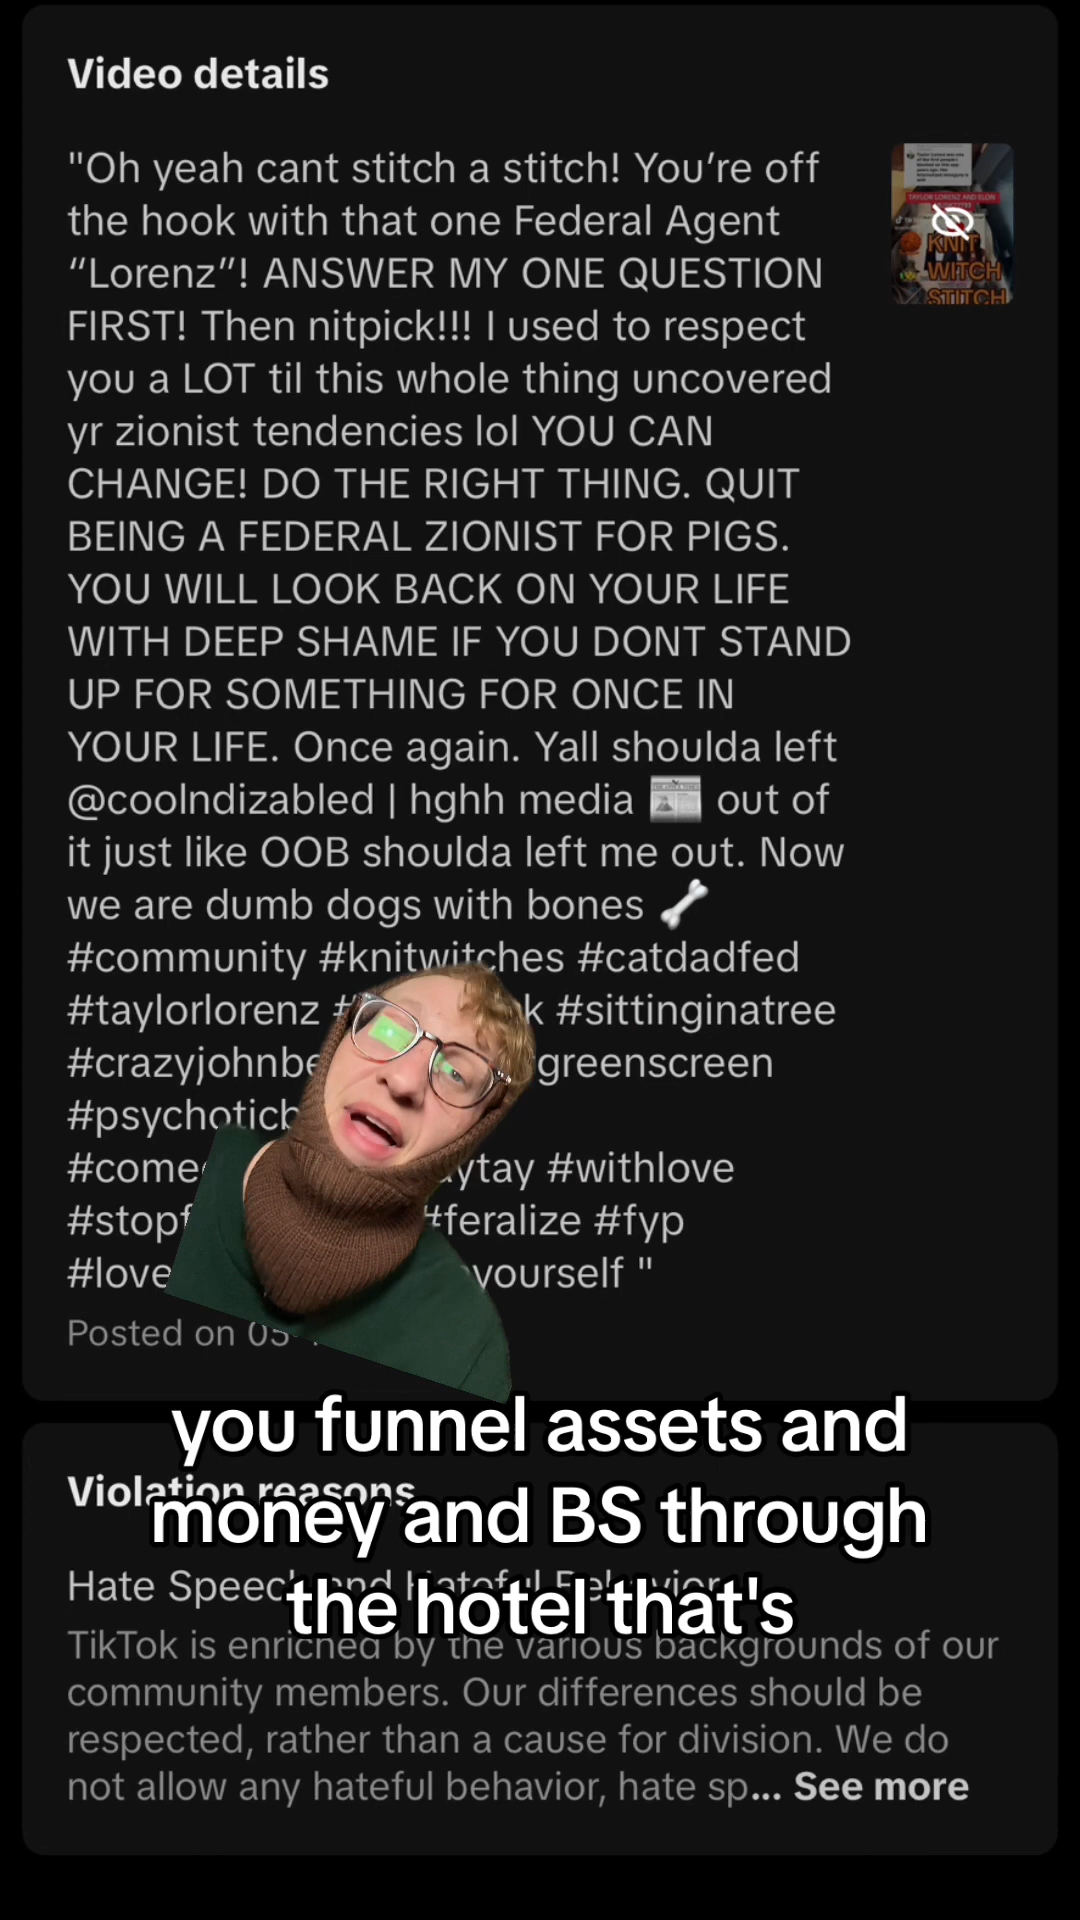 Video details
"Oh yeah cant stitch a stitch! You’re off
the hook with that one Federal Agent
“Lorenz”! ANSWER MY ONE QUESTION
FIRST! Then nitpick!!! I used to respect
you a LOT til this whole thing uncovered
yr zionist tendencies lol YOU CAN
CHANGE! DO THE RIGHT THING. QUIT
BEING A FEDERAL ZIONIST FOR PIGS.
YOU WILL LOOK BACK ON YOUR LIFE
WITH DEEP SHAME IF YOU DONT STAND
UP FOR SOMETHING FOR ONCE IN
YOUR LIFE. Once again. Yall shoulda left
@coolndizabled | hghh media 📰 out of
it just like OOB shoulda left me out. Now
we are dumb dogs with bones 🦴
#community #knitwitches #catdadfed
#taylorlorenz #sittinginatree
greenscreen
#withlove
#feralize #fyp
yourself "
Posted on
TAYLOR LORENZ AND ELON
KNIT
WITCH
STITCH
you funnel assets and
money and BS through
the hotel that's
Violation reasons
Hate Speech and Hateful Behavior
TikTok is enriched by the various backgrounds of our
community members. Our differences should be
respected, rather than a cause for division. We do
not allow any hateful behavior, hate sp... See more